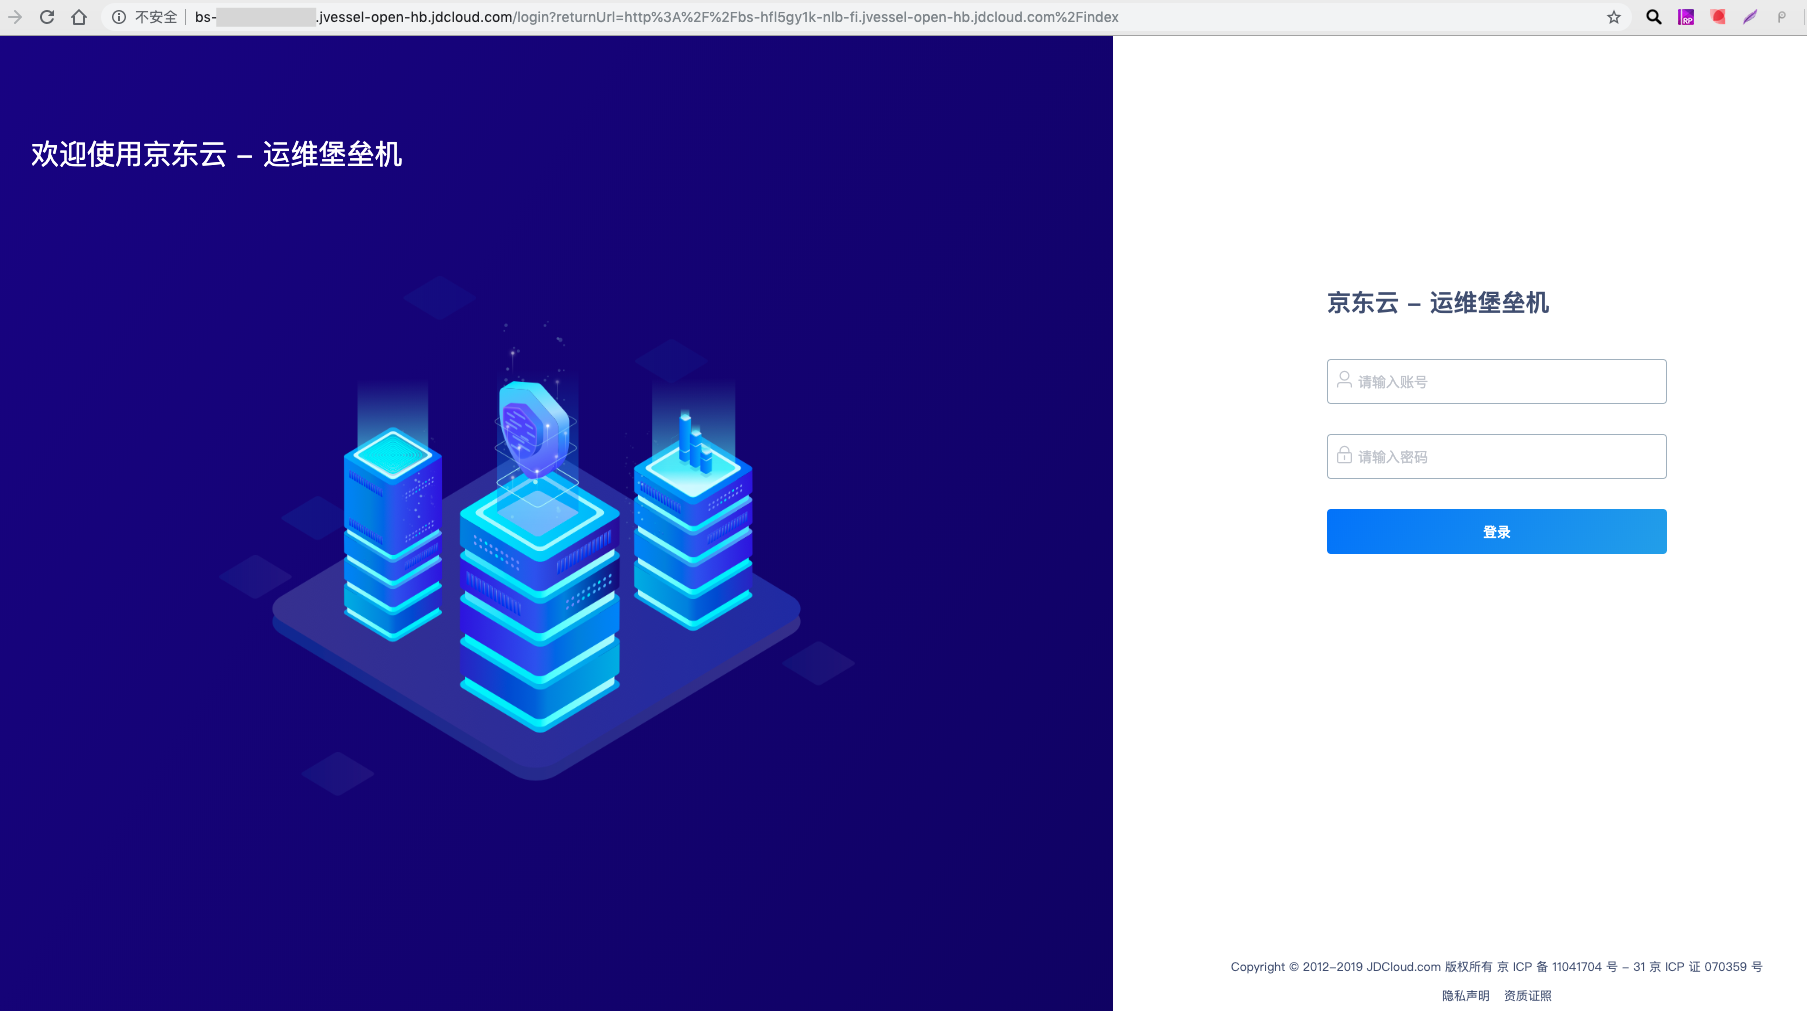 不安全 bs- .jvessel-open-hb.jdcloud.com/login?returnUrl=http%3A%2F%2Fbs-hfl5gy1k-nlb-fi.jvessel-open-hb.jdcloud.com%2Findex
RP
欢迎使用京东云 – 运维堡垒机
京东云 – 运维堡垒机
请输入账号
请输入密码
登录
Copyright © 2012-2019 JDCloud.com 版权所有 京 ICP 备 11041704 号 – 31 京 ICP 证 070359 号
隐私声明 资质证照